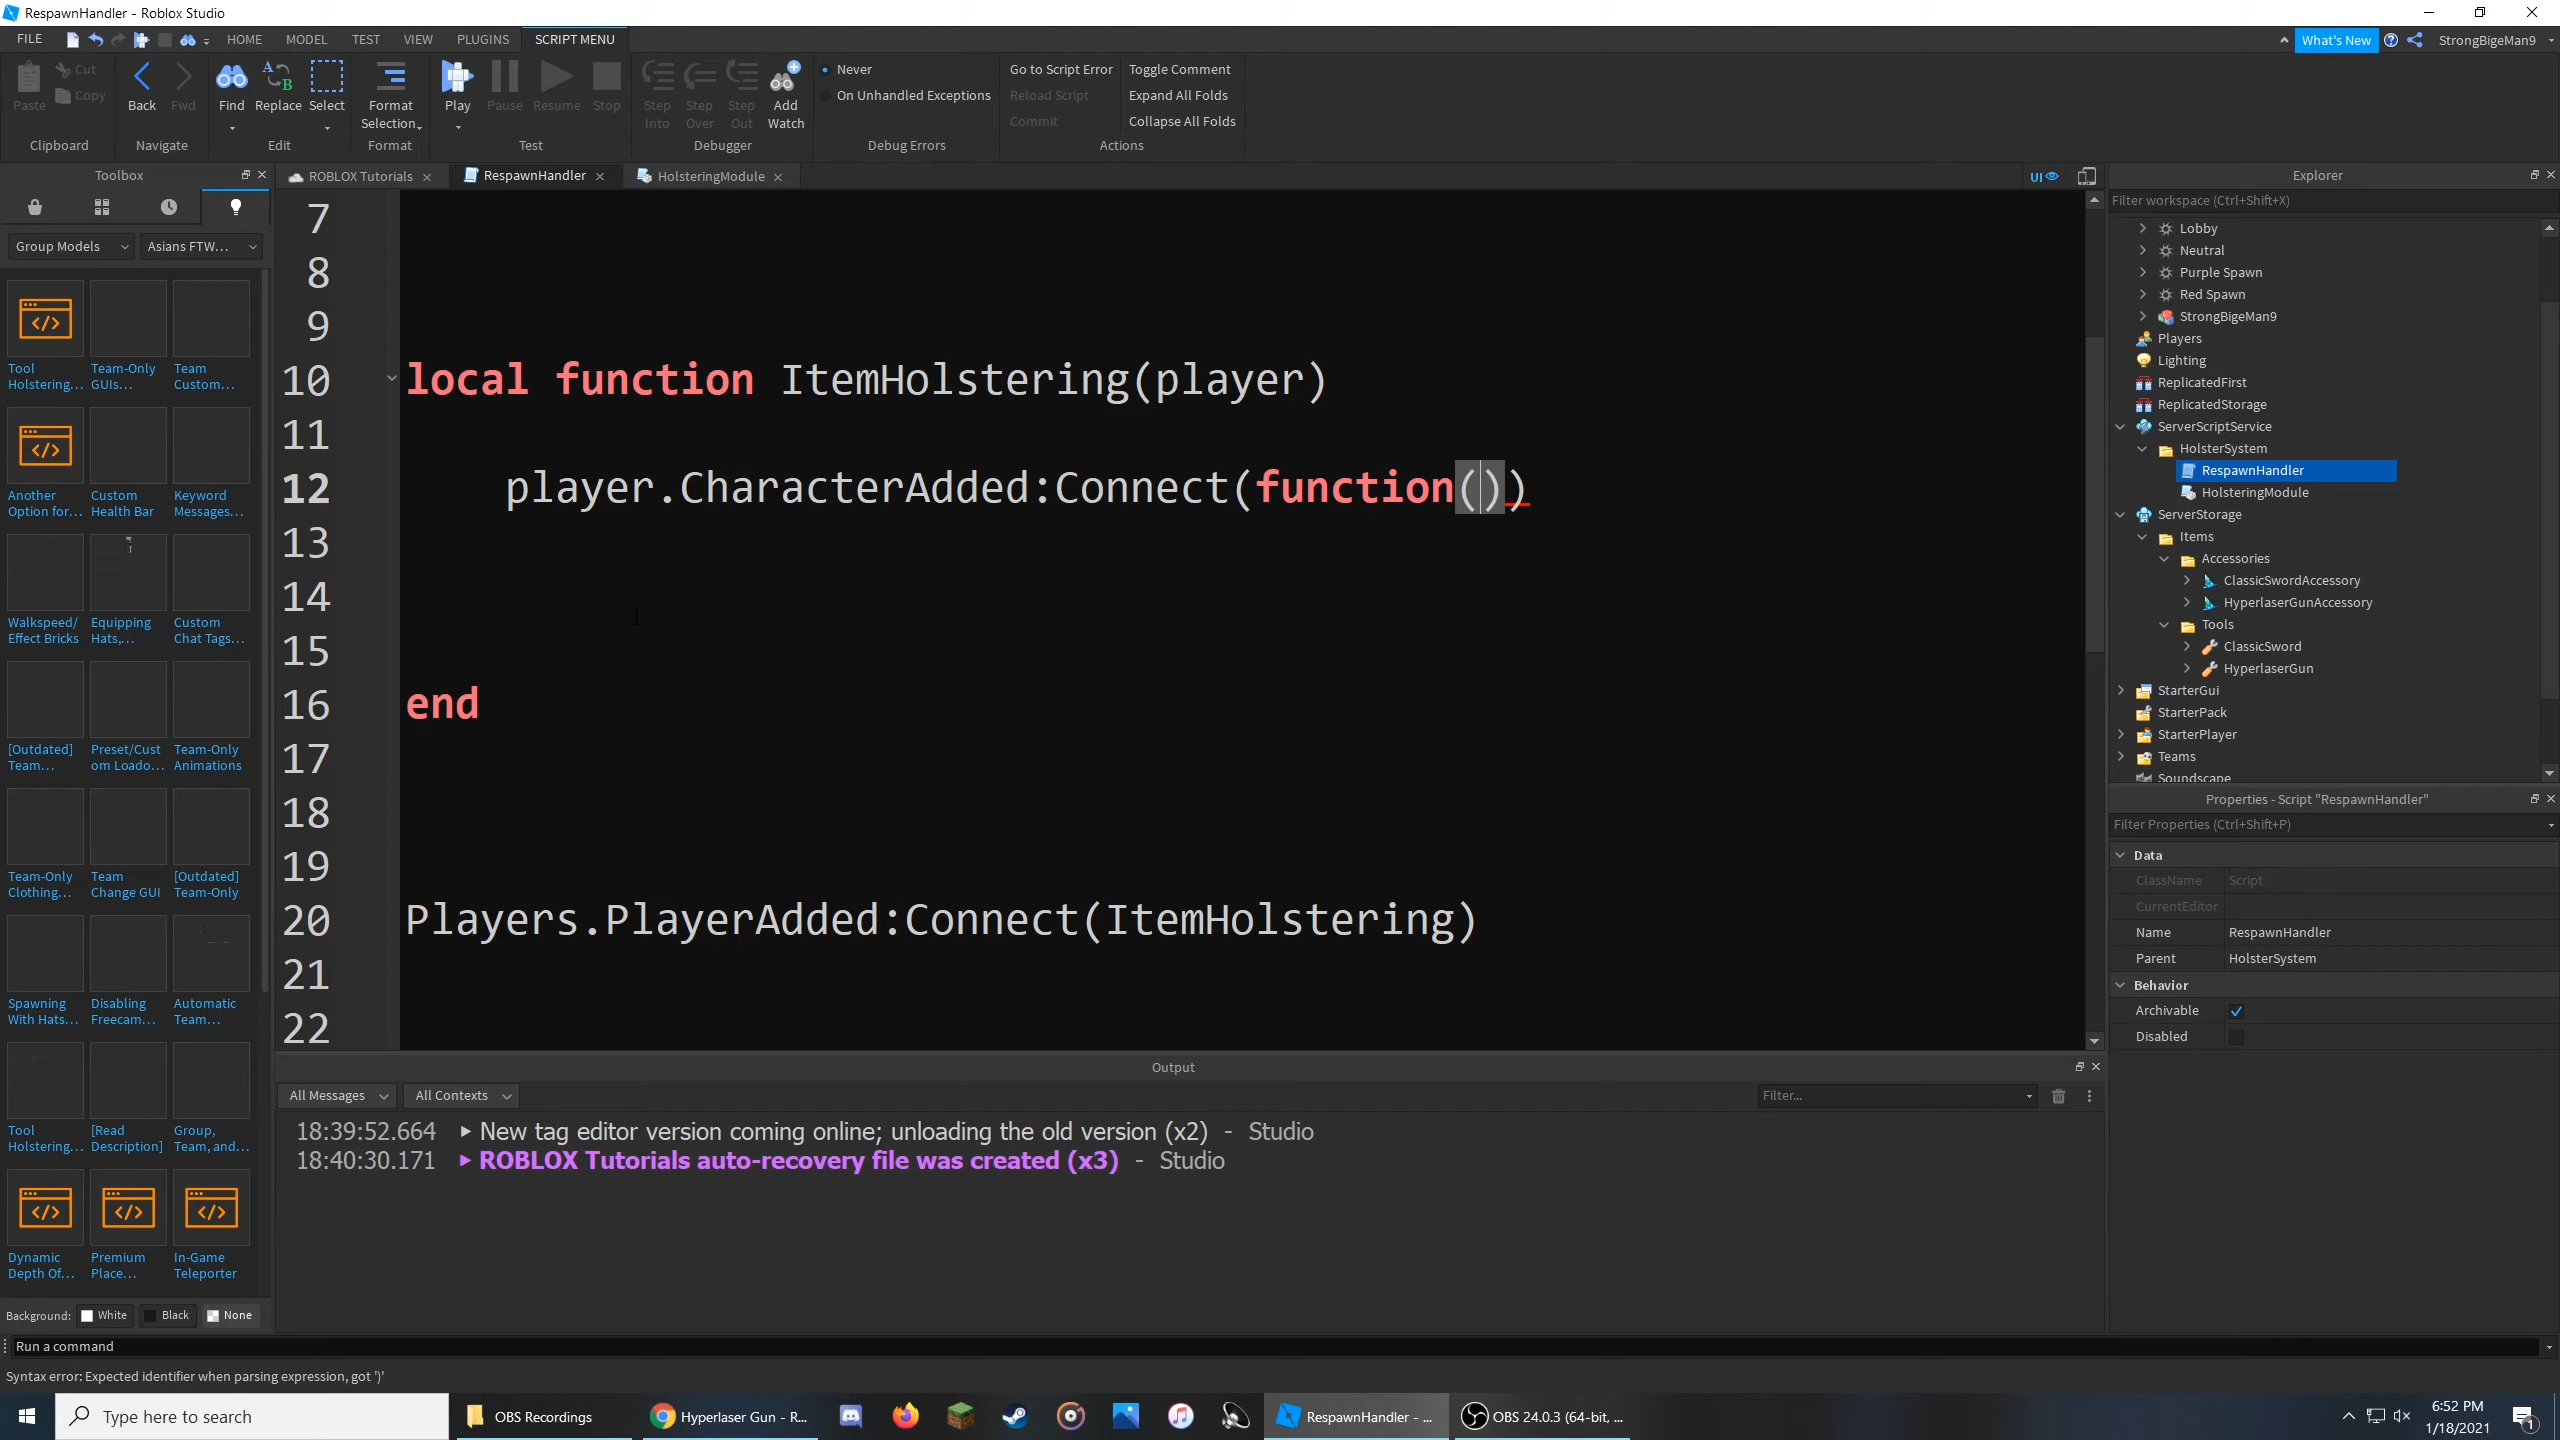 RespawnHandler - Roblox Studio
FILE HOME MODEL TEST VIEW PLUGINS SCRIPT MENU What's New StrongBigeMan9
Paste Cut Copy
Clipboard
Back Fwd
Navigate
Find Replace Select
Edit
Format Selection
Format
Play Pause Resume Stop
Test
Step Into Step Over Step Out Add Watch
Debugger
Never
On Unhandled Exceptions
Debug Errors
Go to Script Error Toggle Comment
Reload Script Expand All Folds
Commit Collapse All Folds
Actions
Toolbox
Group Models Asians FTW...
Tool Holstering... Team-Only GUIs... Team Custom...
Another Option for... Custom Health Bar Keyword Messages...
Walkspeed/ Effect Bricks Equipping Hats,... Custom Chat Tags...
[Outdated] Team... Preset/Cust om Loado... Team-Only Animations
Team-Only Clothing... Team Change GUI [Outdated] Team-Only
Spawning With Hats... Disabling Freecam... Automatic Team...
Tool Holstering... [Read Description] Group, Team, and...
Dynamic Depth Of... Premium Place... In-Game Teleporter
Background: White Black None
ROBLOX Tutorials RespawnHandler HolsteringModule UI
7
8
9
10 local function ItemHolstering(player)
11
12 player.CharacterAdded:Connect(function())
13
14
15
16 end
17
18
19
20 Players.PlayerAdded:Connect(ItemHolstering)
21
22
Output
All Messages All Contexts Filter...
18:39:52.664 New tag editor version coming online; unloading the old version (x2) - Studio
18:40:30.171 ROBLOX Tutorials auto-recovery file was created (x3) - Studio
Explorer
Filter workspace (Ctrl+Shift+X)
Lobby
Neutral
Purple Spawn
Red Spawn
StrongBigeMan9
Players
Lighting
ReplicatedFirst
ReplicatedStorage
ServerScriptService
HolsterSystem
RespawnHandler
HolsteringModule
ServerStorage
Items
Accessories
ClassicSwordAccessory
HyperlaserGunAccessory
Tools
ClassicSword
HyperlaserGun
StarterGui
StarterPack
StarterPlayer
Teams
Soundscape
Properties - Script "RespawnHandler"
Filter Properties (Ctrl+Shift+P)
Data
ClassName Script
CurrentEditor
Name RespawnHandler
Parent HolsterSystem
Behavior
Archivable
Disabled
Run a command
Syntax error: Expected identifier when parsing expression, got ')'
Type here to search OBS Recordings Hyperlaser Gun - R... RespawnHandler - ... OBS 24.0.3 (64-bit, ... 6:52 PM
1/18/2021
1